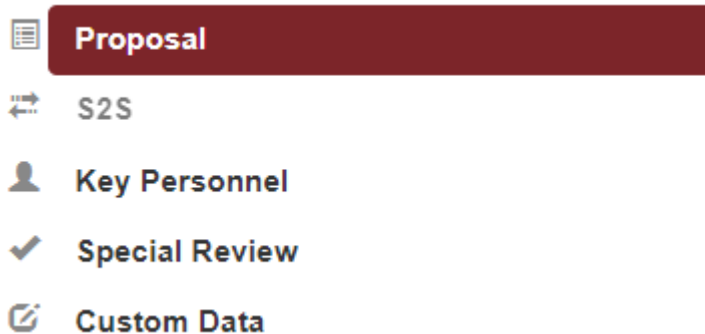 Proposal
S2S
Key Personnel
Special Review
Custom Data